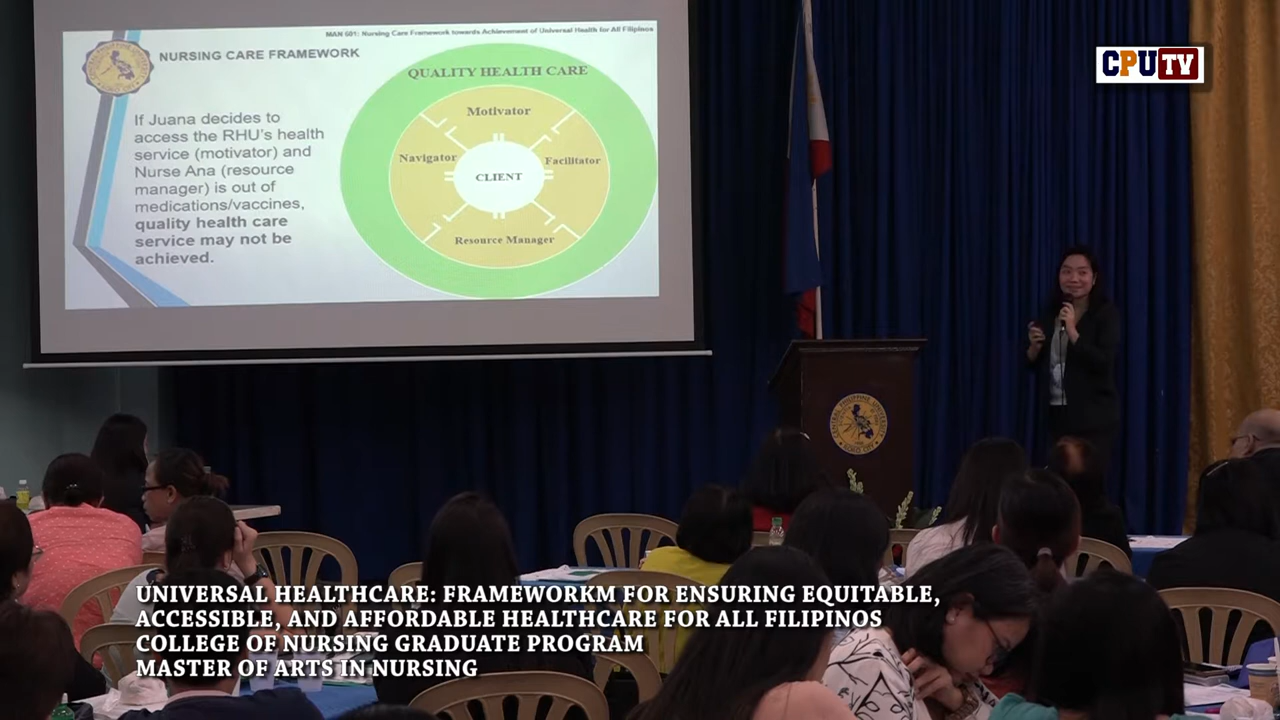 MAN 601: Nursing Care Framework towards Achievement of Universal Health for All Filipinos
NURSING CARE FRAMEWORK
If Juana decides to
access the RHU's health
service (motivator) and
Nurse Ana (resource
manager) is out of
medications/vaccines,
quality health care
service may not be
achieved.
QUALITY HEALTH CARE
Motivator
Navigator
Facilitator
CLIENT
Resource Manager
CPU TV
UNIVERSAL HEALTHCARE: FRAMEWORKM FOR ENSURING EQUITABLE,
ACCESSIBLE, AND AFFORDABLE HEALTHCARE FOR ALL FILIPINOS
COLLEGE OF NURSING GRADUATE PROGRAM
MASTER OF ARTS IN NURSING